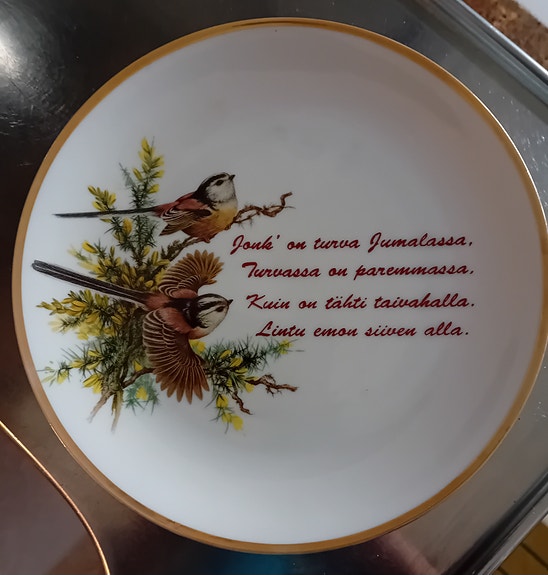 Jonk' on turva Jumalassa,
Turvassa on paremmassa,
Kuin on tähti taivahalla.
Lintu emon siiven alla.